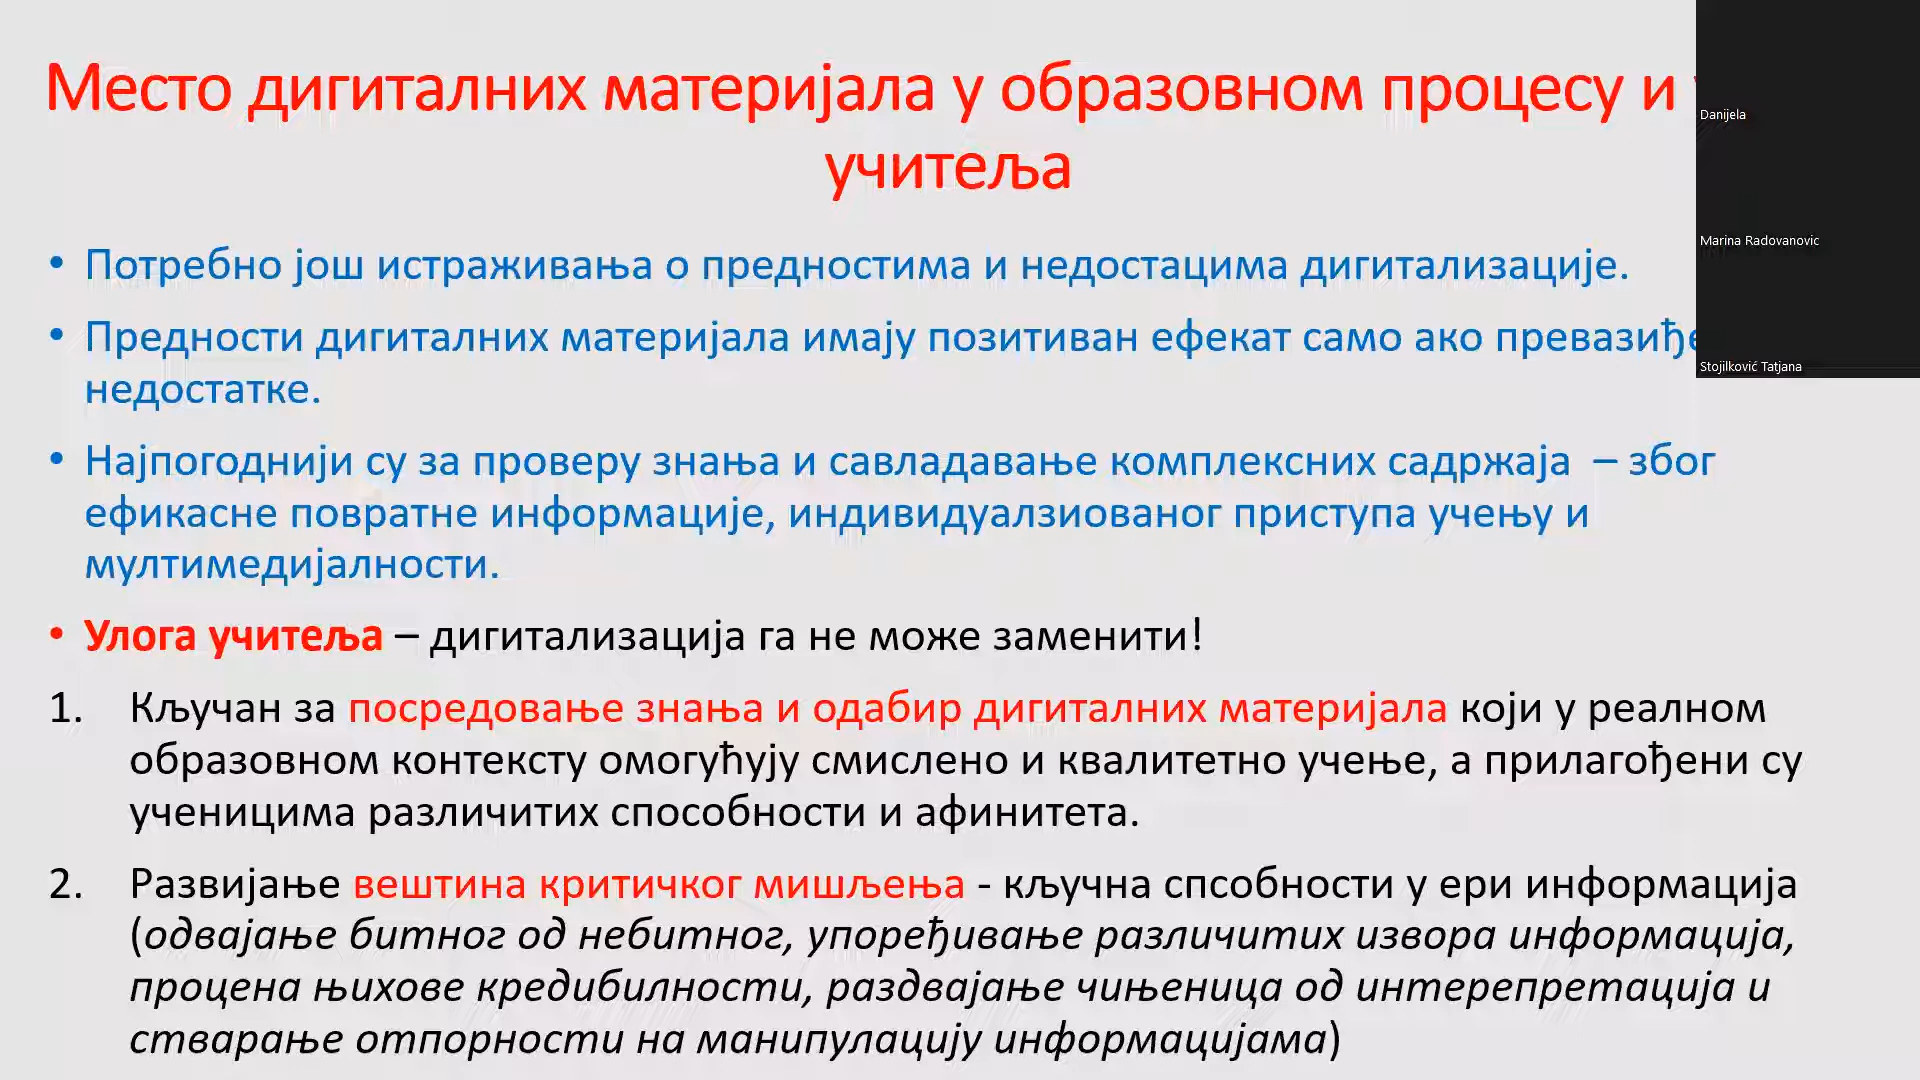 Место дигиталних материјала у образовном процесу и
учитеља
• Потребно још истраживања о предностима и недостацима дигитализације.
• Предности дигиталних материјала имају позитиван ефекат само ако превазиђе
недостатке.
• Најпогоднији су за проверу знања и савладавање комплексних садржаја – због
ефикасне повратне информације, индивидуалзиованог приступа учењу и
мултимедијалности.
• Улога учитеља – дигитализација га не може заменити!
1. Кључан за посредовање знања и одабир дигиталних материјала који у реалном
образовном контексту омогућују смислено и квалитетно учење, а прилагођени су
ученицима различитих способности и афинитета.
2. Развијање вештина критичког мишљења - кључна спсобности у ери информација
(одвајање битног од небитног, упоређивање различитих извора информација,
процена њихове кредибилности, раздвајање чињеница од интерепретација и
стварање отпорности на манипулацију информацијама)
Danijela
Marina Radovanovic
Stojilković Tatjana